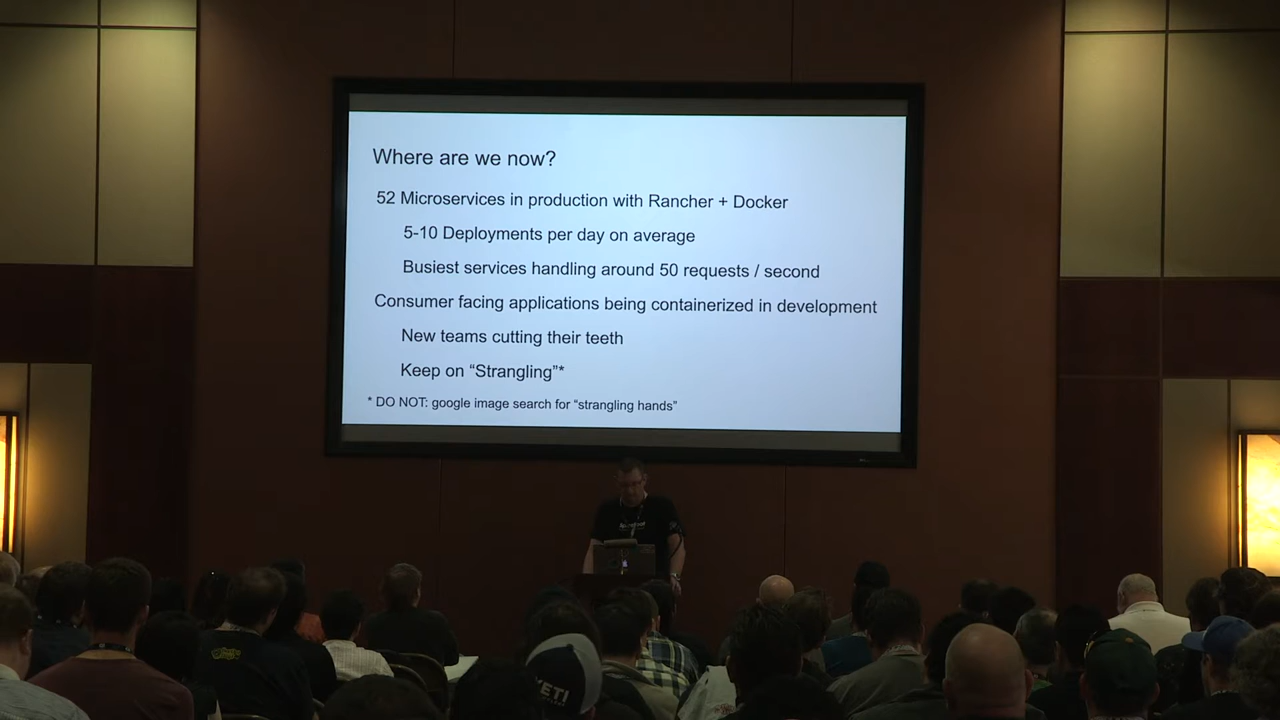 Where are we now?
52 Microservices in production with Rancher + Docker
5-10 Deployments per day on average
Busiest services handling around 50 requests / second
Consumer facing applications being containerized in development
New teams cutting their teeth
Keep on “Strangling”*
* DO NOT: google image search for “strangling hands”
YETI